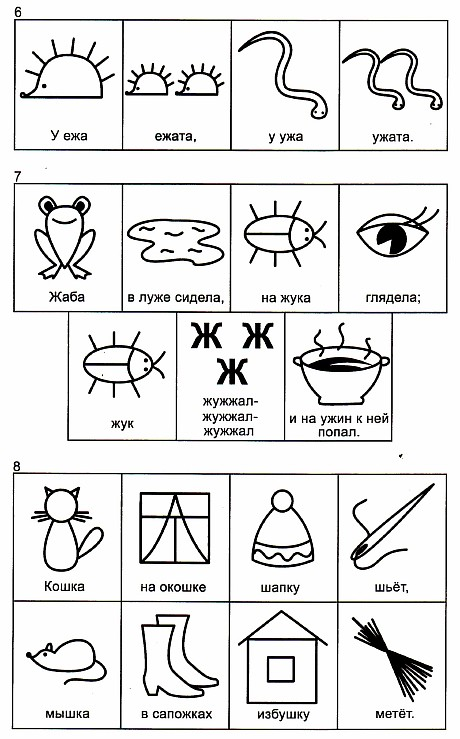 6
У ежа ежата, у ужа ужата.
7
Жаба в луже сидела, на жука глядела;
Ж Ж
Ж
жук жужжал-
жужжал-
жужжал и на ужин к ней
попал.
8
Кошка на окошке шапку шьёт,
мышка в сапожках избушку метёт.